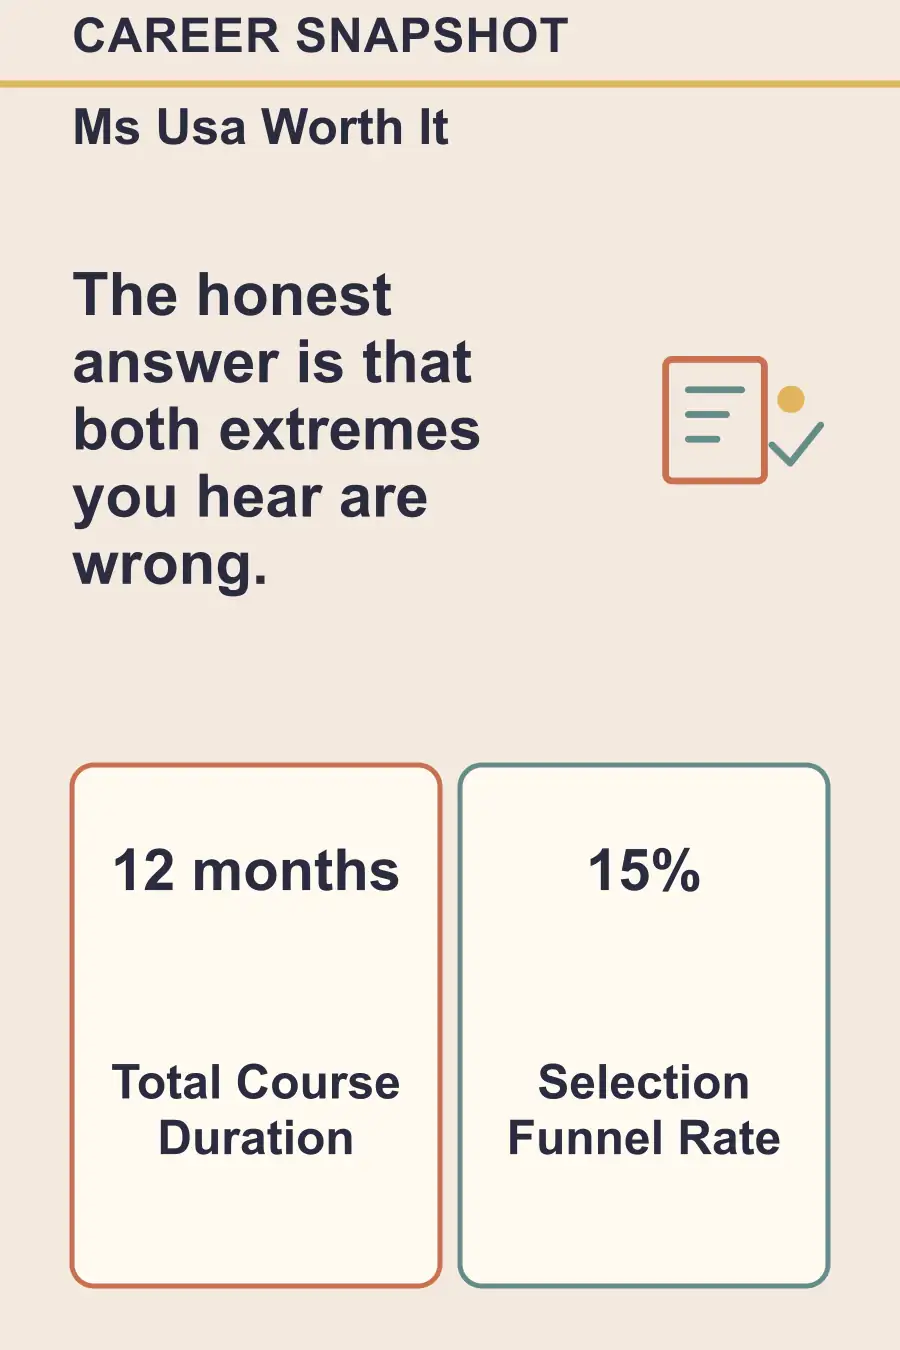 CAREER SNAPSHOT
Ms Usa Worth It
The honest
answer is that
both extremes
you hear are
wrong.
12 months
Total Course
Duration
15%
Selection
Funnel Rate